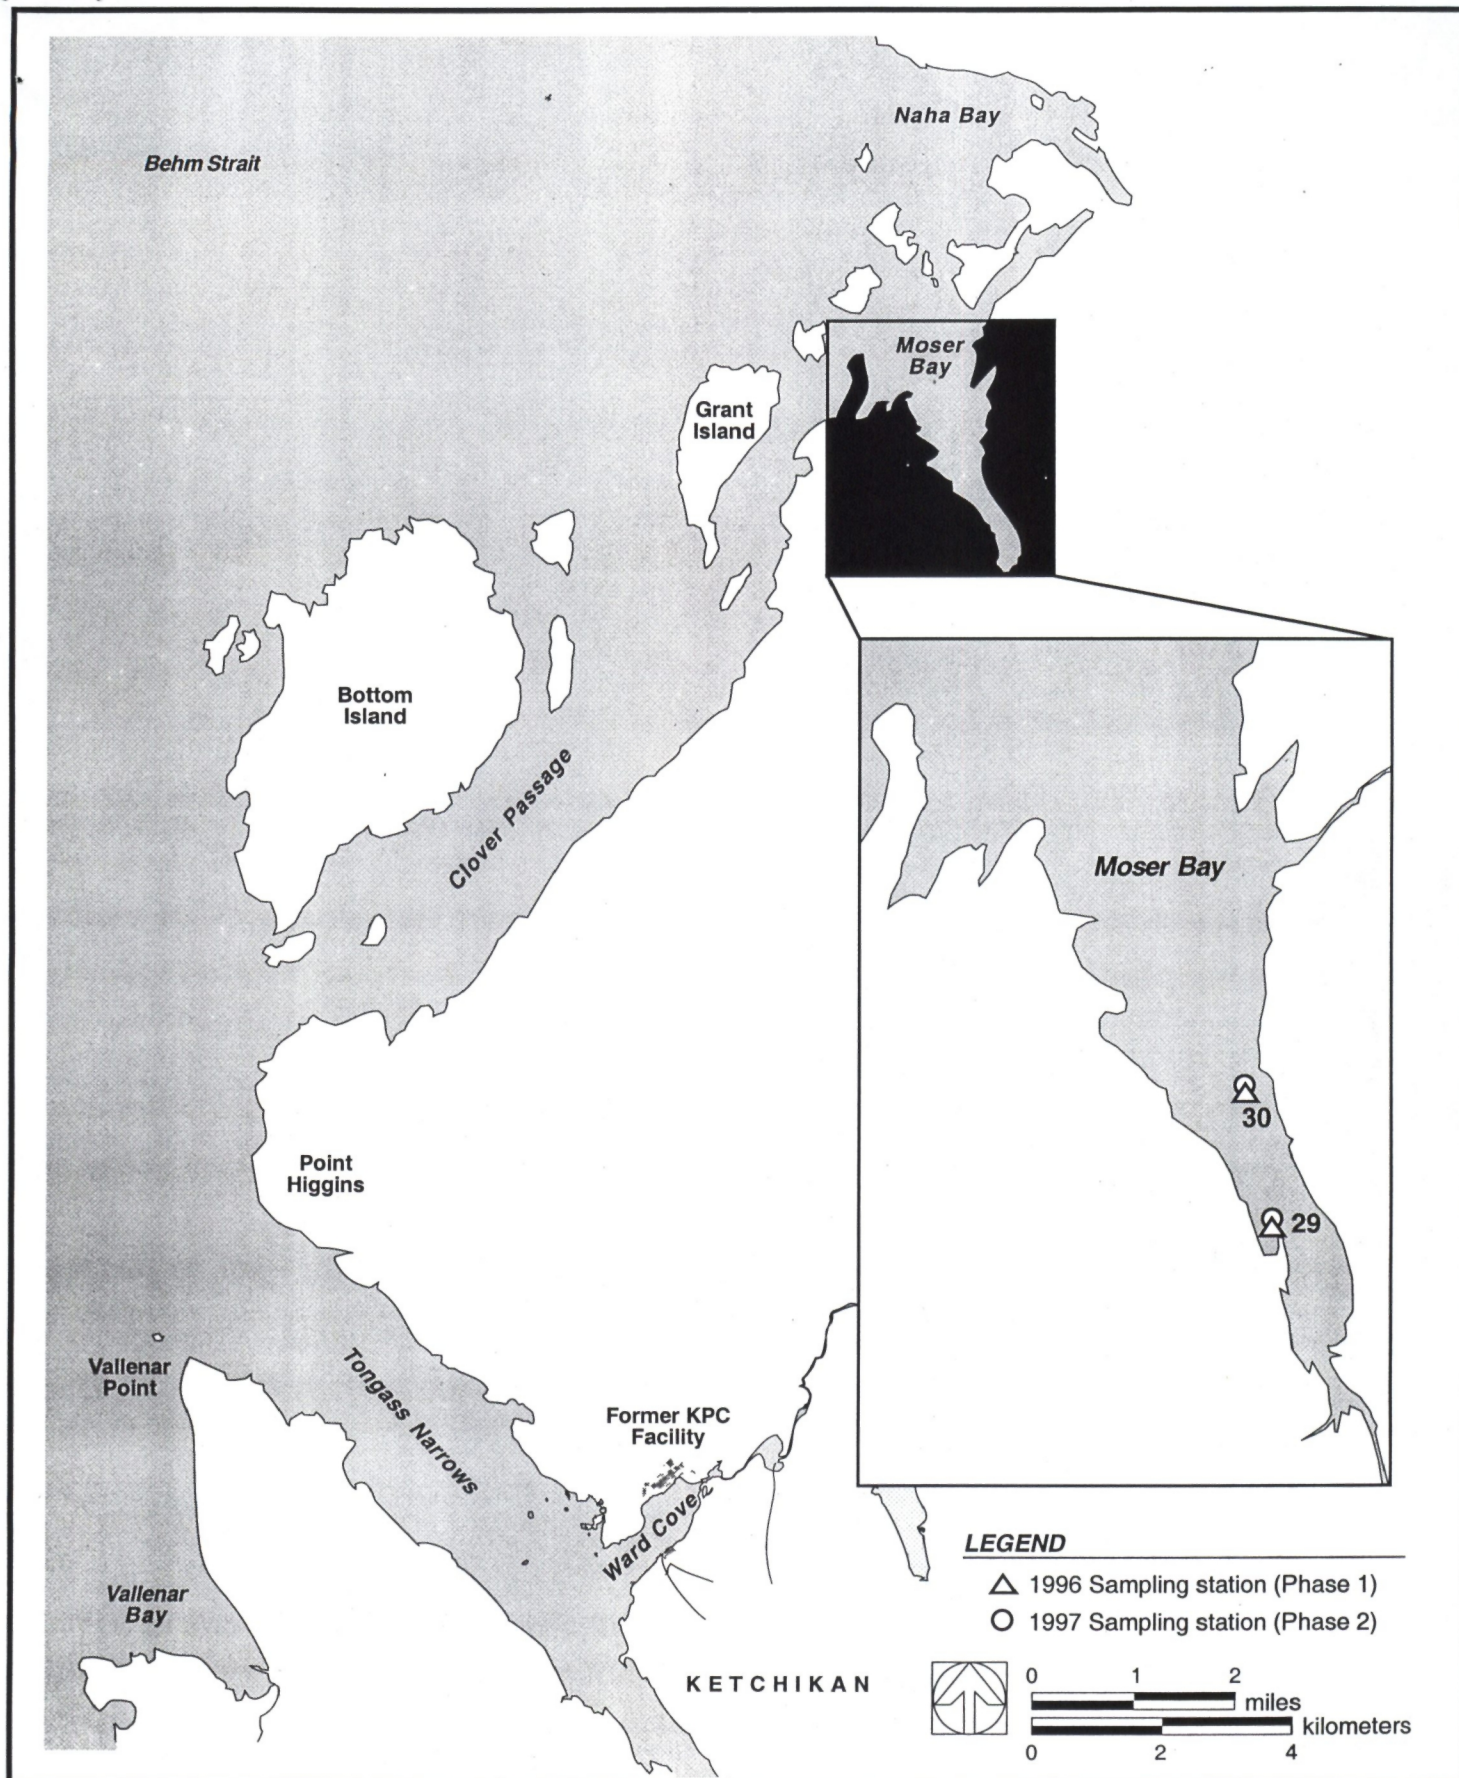 Naha Bay
Behm Strait
Moser
Bay
Grant
Island
Bottom
Island
Clover Passage
Moser Bay
30
Point
Higgins
29
Vallenar
Point
Tongass Narrows
Former KPC
Facility
Ward Cove
LEGEND
1996 Sampling station (Phase 1)
Vallenar
Bay
1997 Sampling station (Phase 2)
KETCHIKAN
0 1 2
miles
kilometers
0 2 4